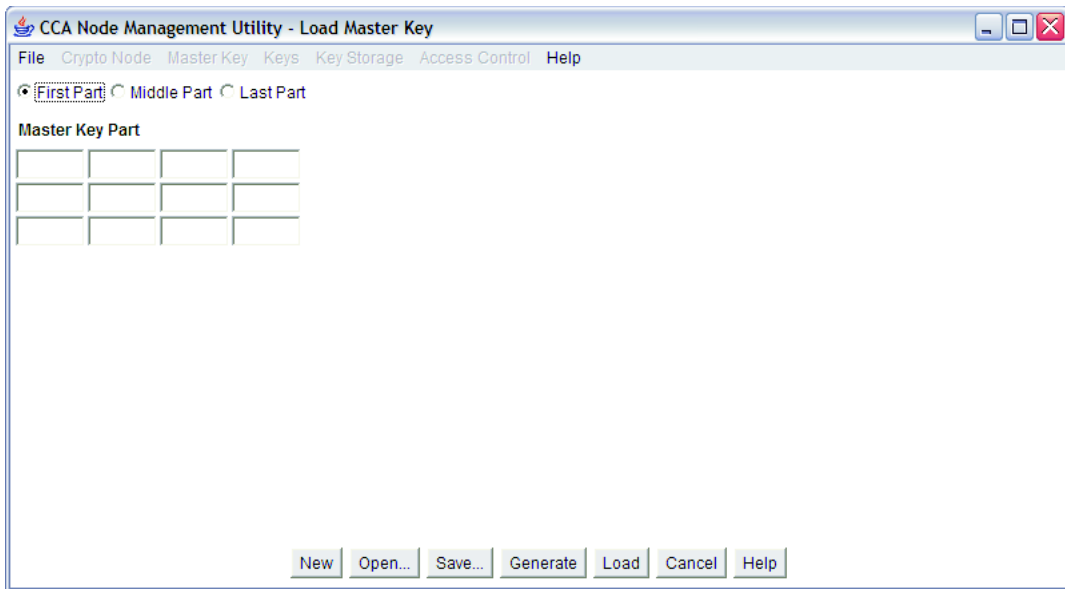 CCA Node Management Utility - Load Master Key
File Crypto Node Master Key Keys Key Storage Access Control Help
First Part Middle Part Last Part
Master Key Part
New Open... Save... Generate Load Cancel Help